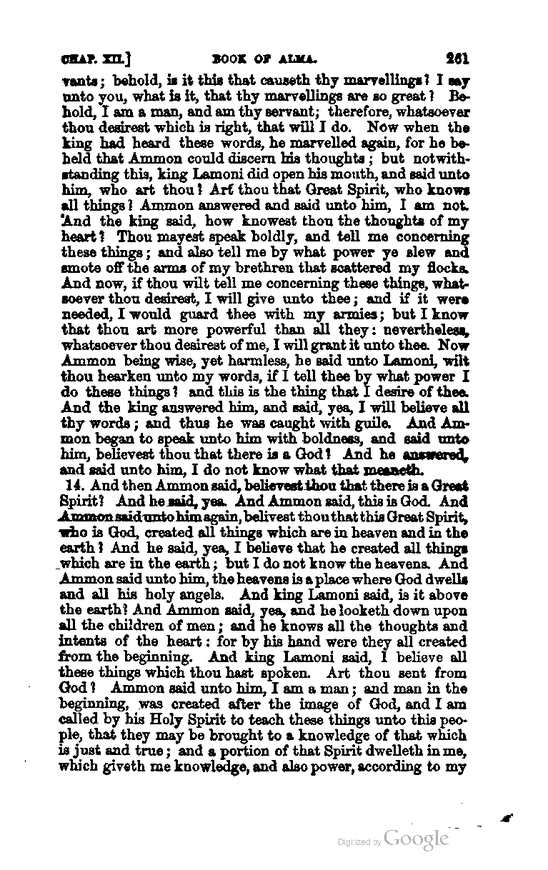 CHAP. XII.] BOOK OF ALMA. 261
vants; behold, is it this that causeth thy marvellings? I say
unto you, what is it, that thy marvellings are so great? Be-
hold, I am a man, and am thy servant; therefore, whatsoever
thou desirest which is right, that will I do. Now when the
king had heard these words, he marvelled again, for he be-
held that Ammon could discern his thoughts; but notwith-
standing this, king Lamoni did open his mouth, and said unto
him, who art thou? Art thou that Great Spirit, who knows
all things? Ammon answered and said unto him, I am not.
And the king said, how knowest thou the thoughts of my
heart? Thou mayest speak boldly, and tell me concerning
these things; and also tell me by what power ye slew and
smote off the arms of my brethren that scattered my flocks.
And now, if thou wilt tell me concerning these things, what-
soever thou desirest, I will give unto thee; and if it were
needed, I would guard thee with my armies; but I know
that thou art more powerful than all they: nevertheless,
whatsoever thou desirest of me, I will grant it unto thee. Now
Ammon being wise, yet harmless, he said unto Lamoni, wilt
thou hearken unto my words, if I tell thee by what power I
do these things? and this is the thing that I desire of thee.
And the king answered him, and said, yea, I will believe all
thy words; and thus he was caught with guile. And Am-
mon began to speak unto him with boldness, and said unto
him, believest thou that there is a God? And he answered,
and said unto him, I do not know what that meaneth.
14. And then Ammon said, believest thou that there is a Great
Spirit? And he said, yea. And Ammon said, this is God. And
Ammon said unto him again, belivest thou that this Great Spirit,
who is God, created all things which are in heaven and in the
earth? And he said, yea, I believe that he created all things
which are in the earth; but I do not know the heavens. And
Ammon said unto him, the heavens is a place where God dwells
and all his holy angels. And king Lamoni said, is it above
the earth? And Ammon said, yea, and he looketh down upon
all the children of men; and he knows all the thoughts and
intents of the heart: for by his hand were they all created
from the beginning. And king Lamoni said, I believe all
these things which thou hast spoken. Art thou sent from
God? Ammon said unto him, I am a man; and man in the
beginning, was created after the image of God, and I am
called by his Holy Spirit to teach these things unto this peo-
ple, that they may be brought to a knowledge of that which
is just and true; and a portion of that Spirit dwelleth in me,
which giveth me knowledge, and also power, according to my
Digitized by Google